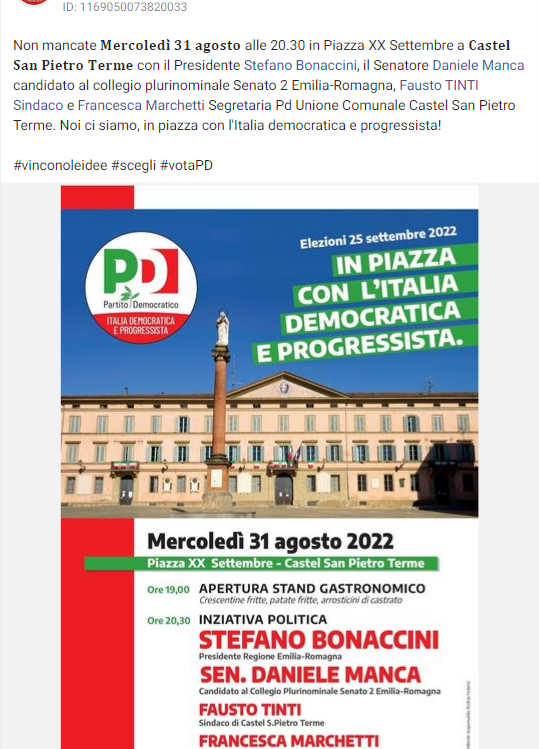 ID: 1169050073820033
Non mancate Mercoledì 31 agosto alle 20.30 in Piazza XX Settembre a Castel
San Pietro Terme con il Presidente Stefano Bonaccini, il Senatore Daniele Manca
candidato al collegio plurinominale Senato 2 Emilia-Romagna, Fausto TINTI
Sindaco e Francesca Marchetti Segretaria Pd Unione Comunale Castel San Pietro
Terme. Noi ci siamo, in piazza con l'Italia democratica e progressista!
#vinconoleidee #scegli #votaPD
Elezioni 25 settembre 2022
IN PIAZZA
CON L'ITALIA
DEMOCRATICA
E PROGRESSISTA.
PD
Partito Democratico
ITALIA DEMOCRATICA
E PROGRESSISTA
Mercoledì 31 agosto 2022
Piazza XX Settembre - Castel San Pietro Terme
Ore 19,00 APERTURA STAND GASTRONOMICO
Crescentine fritte, patate fritte, arrosticini di castrato
Ore 20,30 INZIATIVA POLITICA
STEFANO BONACCINI
Presidente Regione Emilia-Romagna
SEN. DANIELE MANCA
Candidato al Collegio Plurinominale Senato 2 Emilia-Romagna
FAUSTO TINTI
Sindaco di Castel S.Pietro Terme
FRANCESCA MARCHETTI